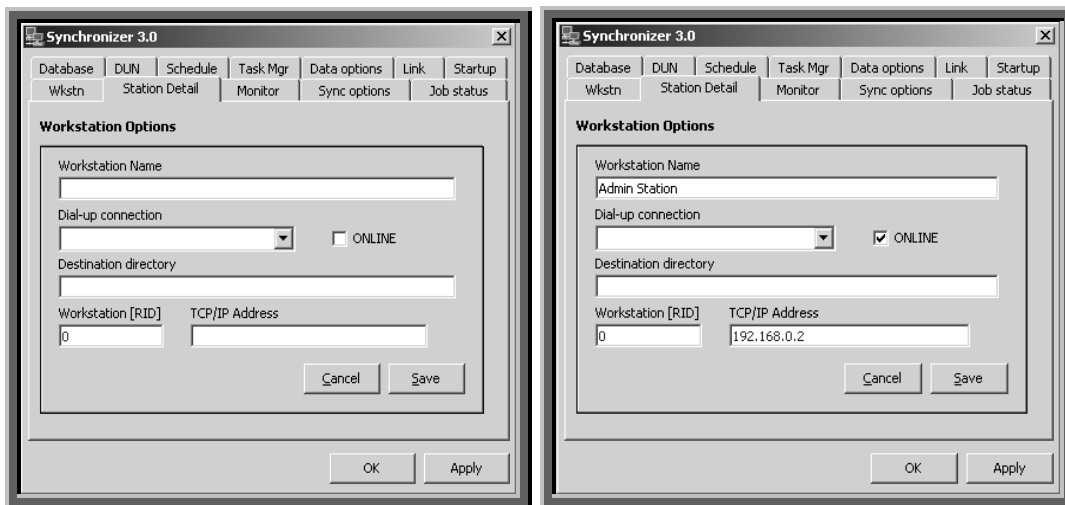 Synchronizer 3.0
Database DUN Schedule Task Mgr Data options Link Startup
Wkstn Station Detail Monitor Sync options Job status
Workstation Options
Workstation Name
Dial-up connection
ONLINE
Destination directory
Workstation [RID] TCP/IP Address
0
Cancel Save
OK Apply
Synchronizer 3.0
Database DUN Schedule Task Mgr Data options Link Startup
Wkstn Station Detail Monitor Sync options Job status
Workstation Options
Workstation Name
Admin Station
Dial-up connection
ONLINE
Destination directory
Workstation [RID] TCP/IP Address
0 192.168.0.2
Cancel Save
OK Apply